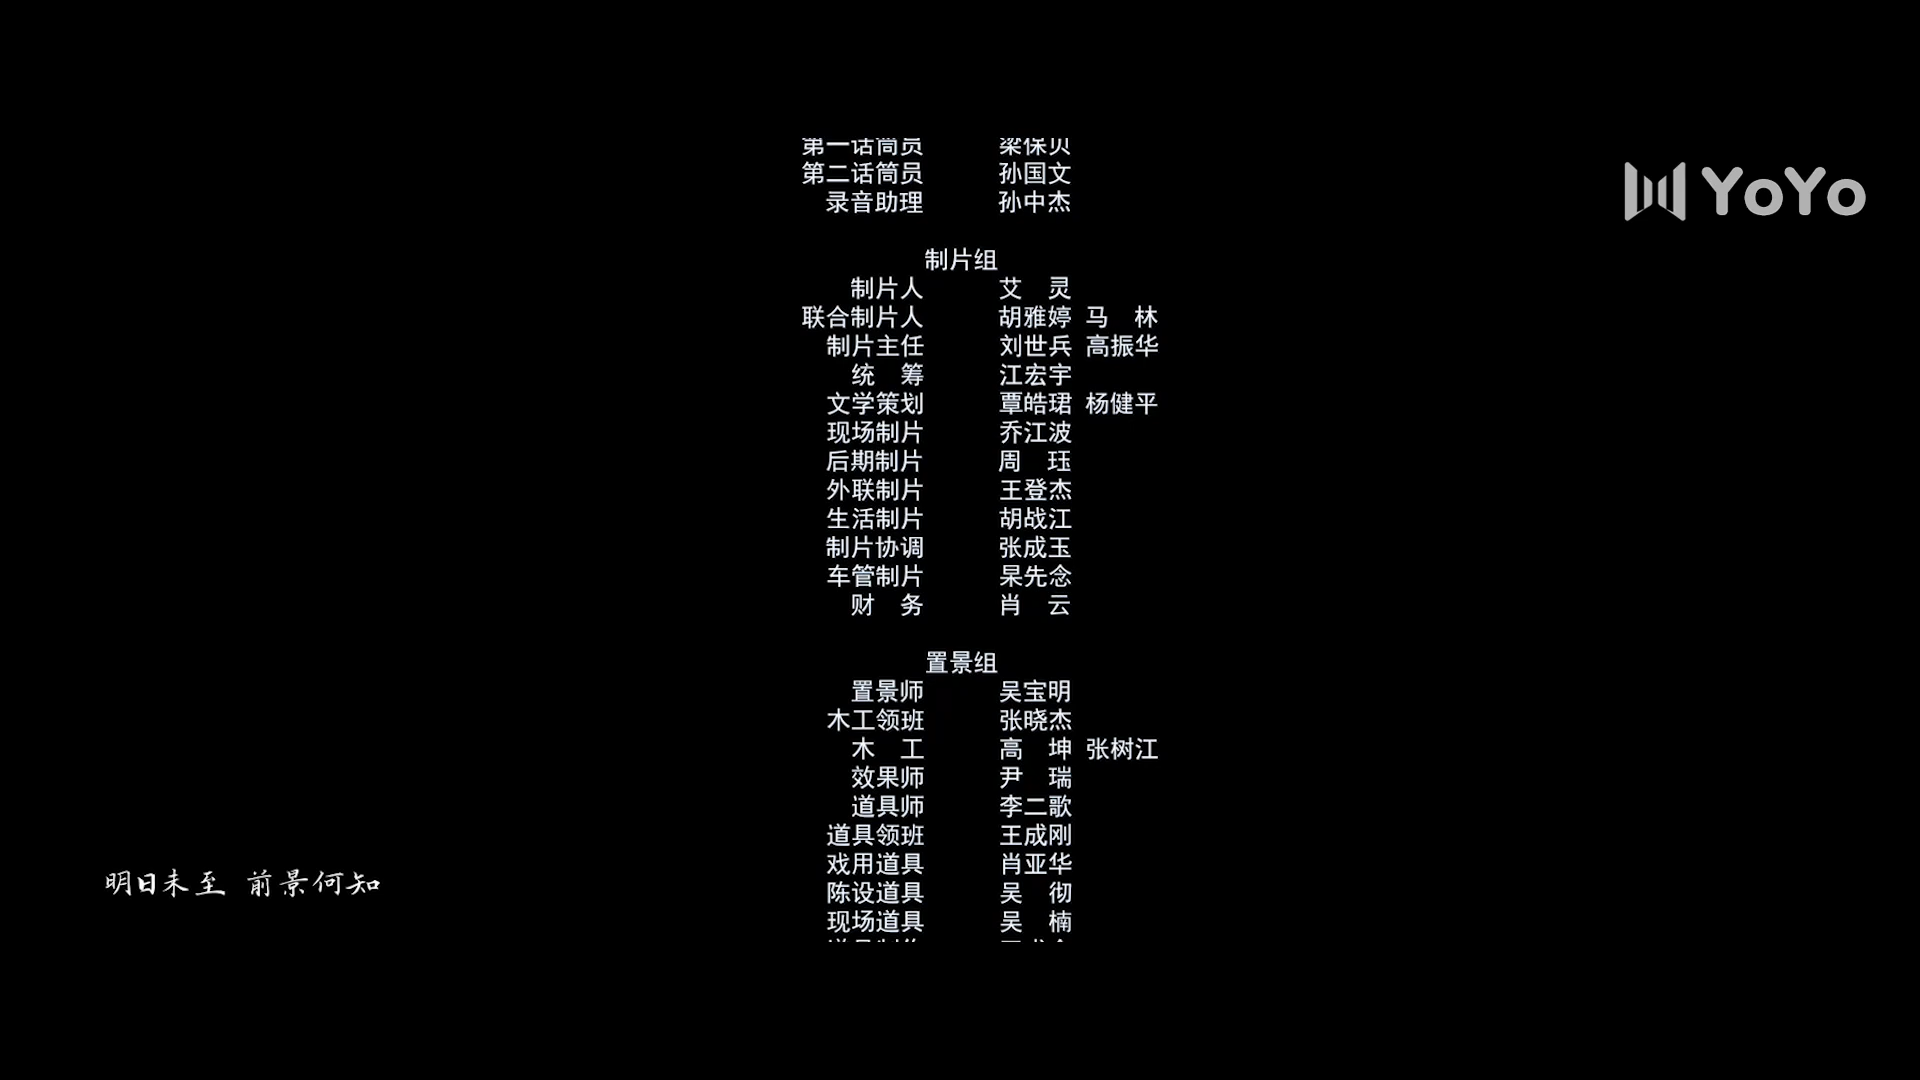 第一话筒员 梁保贝
第二话筒员 孙国文
录音助理 孙中杰
制片组
制片人 艾 灵
联合制片人 胡雅婷 马 林
制片主任 刘世兵 高振华
统 筹 江宏宇
文学策划 覃皓珺 杨健平
现场制片 乔江波
后期制片 周 珏
外联制片 王登杰
生活制片 胡战江
制片协调 张成玉
车管制片 杲先念
财 务 肖 云
置景组
置景师 吴宝明
木工领班 张晓杰
木 工 高 坤 张树江
效果师 尹 瑞
道具师 李二歌
道具领班 王成刚
戏用道具 肖亚华
陈设道具 吴 彻
现场道具 吴 楠
YoYo
明日未至 前景何知